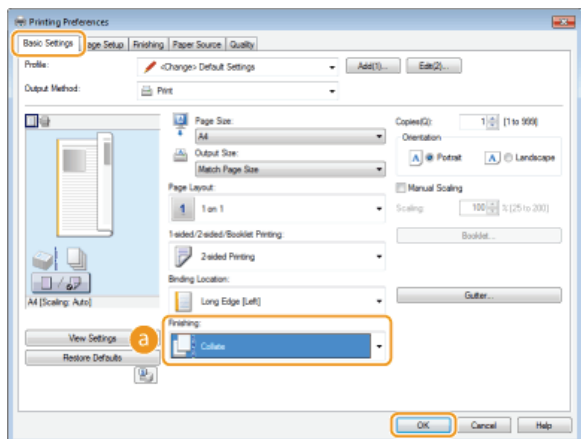 Printing Preferences
Basic Settings Page Setup Finishing Paper Source Quality
Profile: <Change> Default Settings Add(1)... Edit(2)...
Output Method: Print
Page Size: Copies(Q): 1 [1 to 999]
A4 Orientation
Output Size: A Portrait A Landscape
Match Page Size
Page Layout: Manual Scaling
1 1 on 1 Scaling: 100 % [25 to 200]
1-sided/2-sided/Booklet Printing: Booklet...
2-sided Printing
Binding Location:
A4 [Scaling: Auto] Long Edge [Left] Gutter...
Finishing:
View Settings a Collate
Restore Defaults
OK Cancel Help